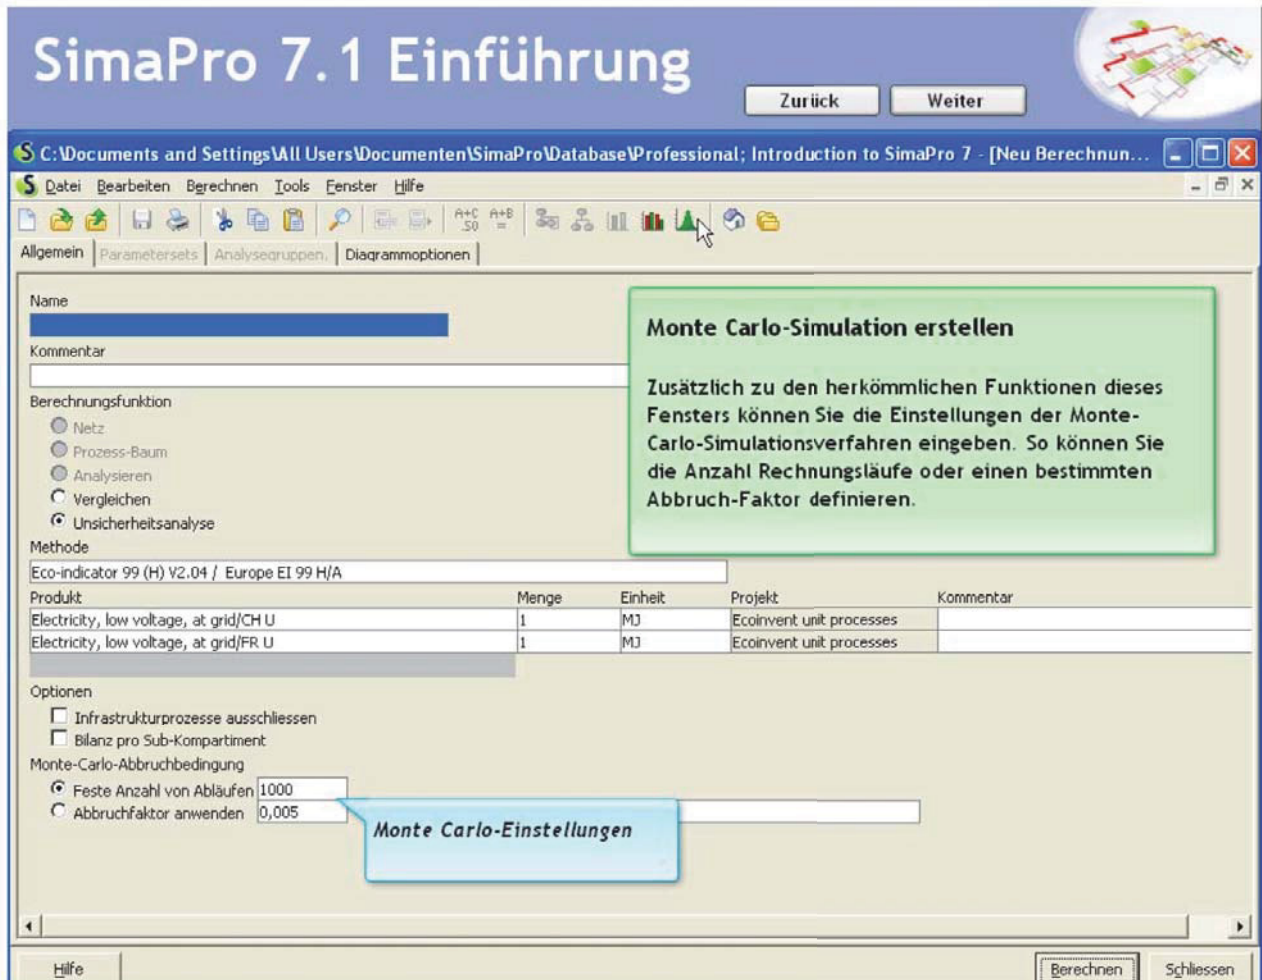 SimaPro 7.1 Einführung
Zurück
Weiter
C:\Documents and Settings\All Users\Documenten\SimaPro\Database\Professional; Introduction to SimaPro 7 - [Neu Berechnun...
Datei Bearbeiten Berechnen Tools Fenster Hilfe
A+C
SO
A+B
=
Allgemein Parametersets Analysegruppen. Diagrammoptionen
Name
Kommentar
Berechnungsfunktion
Netz
Prozess-Baum
Analysieren
Vergleichen
Unsicherheitsanalyse
Monte Carlo-Simulation erstellen
Zusätzlich zu den herkömmlichen Funktionen dieses
Fensters können Sie die Einstellungen der Monte-
Carlo-Simulationsverfahren eingeben. So können Sie
die Anzahl Rechnungsläufe oder einen bestimmten
Abbruch-Faktor definieren.
Methode
Eco-indicator 99 (H) V2.04 / Europe EI 99 H/A
Produkt Menge Einheit Projekt Kommentar
Electricity, low voltage, at grid/CH U 1 MJ Ecoinvent unit processes
Electricity, low voltage, at grid/FR U 1 MJ Ecoinvent unit processes
Optionen
Infrastrukturprozesse ausschliessen
Bilanz pro Sub-Kompartiment
Monte-Carlo-Abbruchbedingung
Feste Anzahl von Abläufen 1000
Abbruchfaktor anwenden 0,005
Monte Carlo-Einstellungen
Hilfe
Berechnen
Schliessen